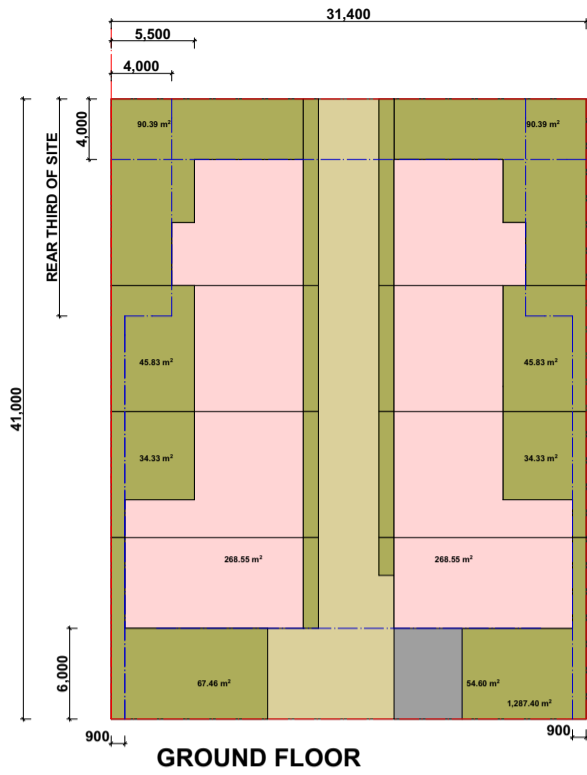 31,400
5,500
4,000
4,000
90.39 m²
90.39 m²
REAR THIRD OF SITE
41,000
45.83 m²
45.83 m²
34.33 m²
34.33 m²
268.55 m²
268.55 m²
6,000
67.46 m²
54.60 m²
1,287.40 m²
900
900
GROUND FLOOR